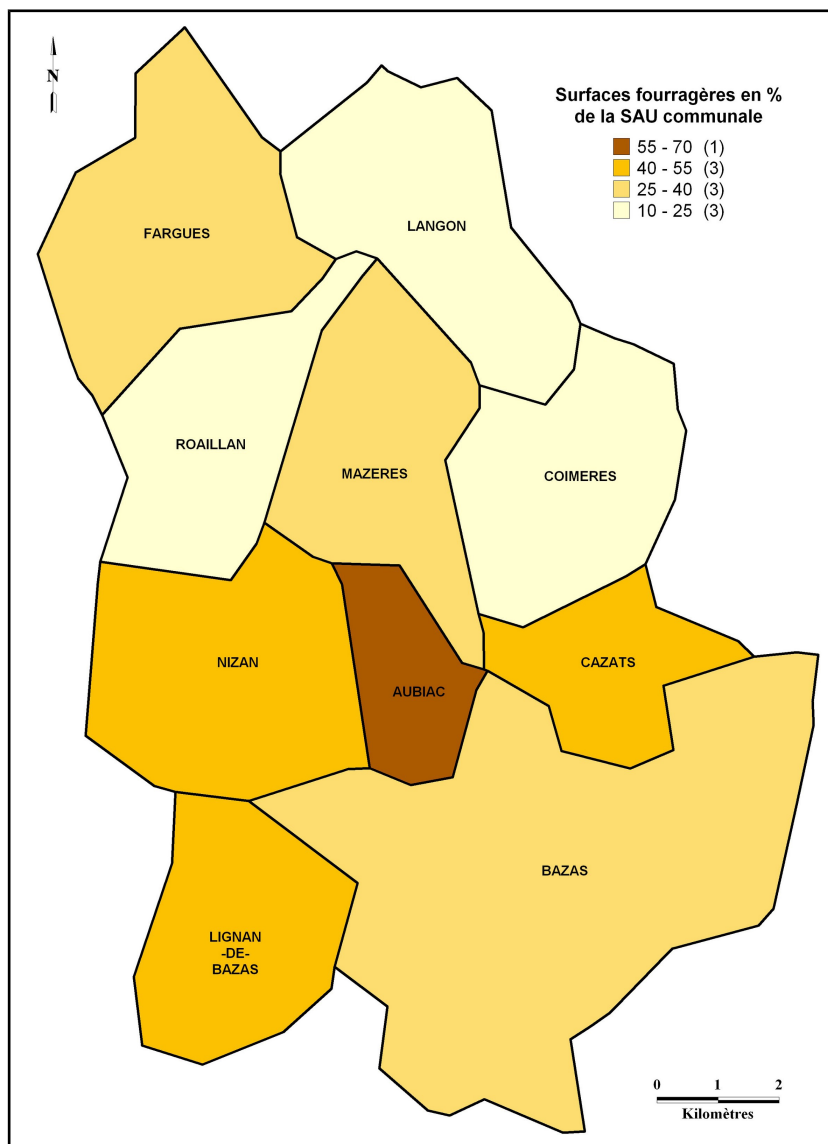 N
Surfaces fourragères en %
de la SAU communale
55 - 70 (1)
40 - 55 (3)
25 - 40 (3)
10 - 25 (3)
FARGUES
LANGON
ROAILLAN
MAZERES
COIMERES
NIZAN
AUBIAC
CAZATS
BAZAS
LIGNAN
-DE-
BAZAS
0 1 2
Kilomètres